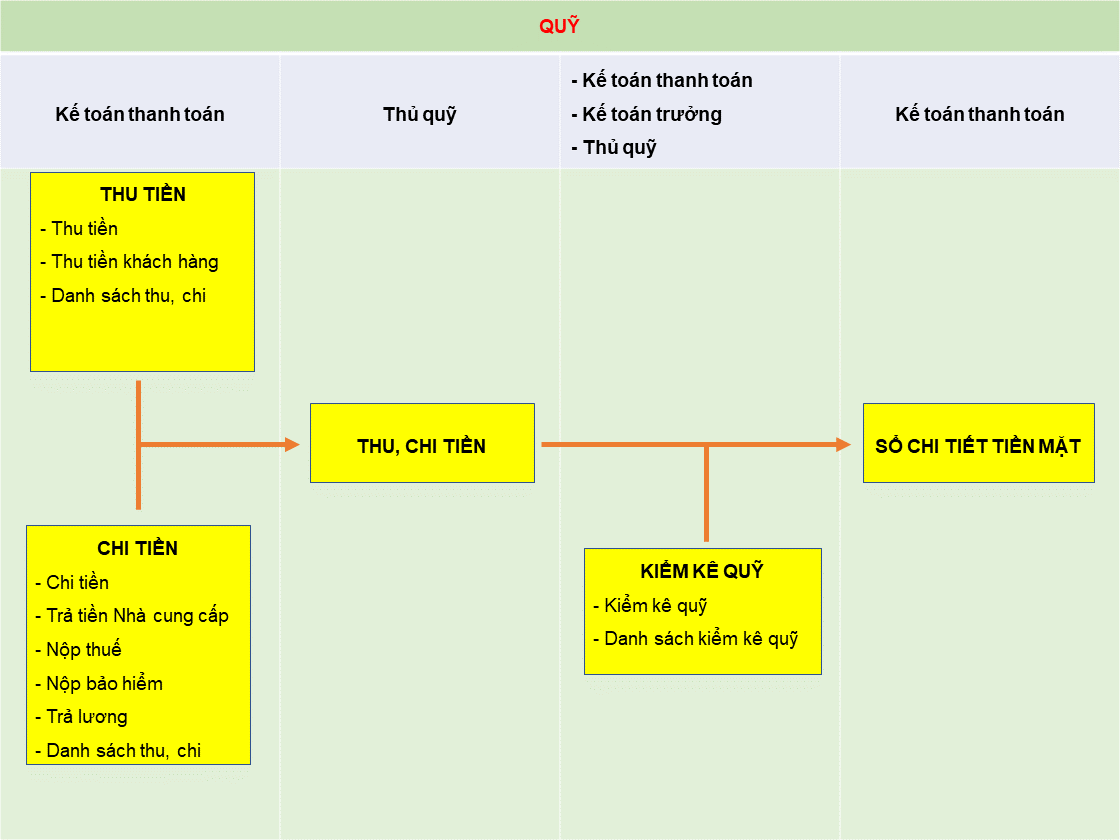 QUỸ
Kế toán thanh toán
Thủ quỹ
- Kế toán thanh toán
- Kế toán trưởng
- Thủ quỹ
Kế toán thanh toán
THU TIỀN
- Thu tiền
- Thu tiền khách hàng
- Danh sách thu, chi
THU, CHI TIỀN
SỔ CHI TIẾT TIỀN MẶT
CHI TIỀN
- Chi tiền
- Trả tiền Nhà cung cấp
- Nộp thuế
- Nộp bảo hiểm
- Trả lương
- Danh sách thu, chi
KIỂM KÊ QUỸ
- Kiểm kê quỹ
- Danh sách kiểm kê quỹ